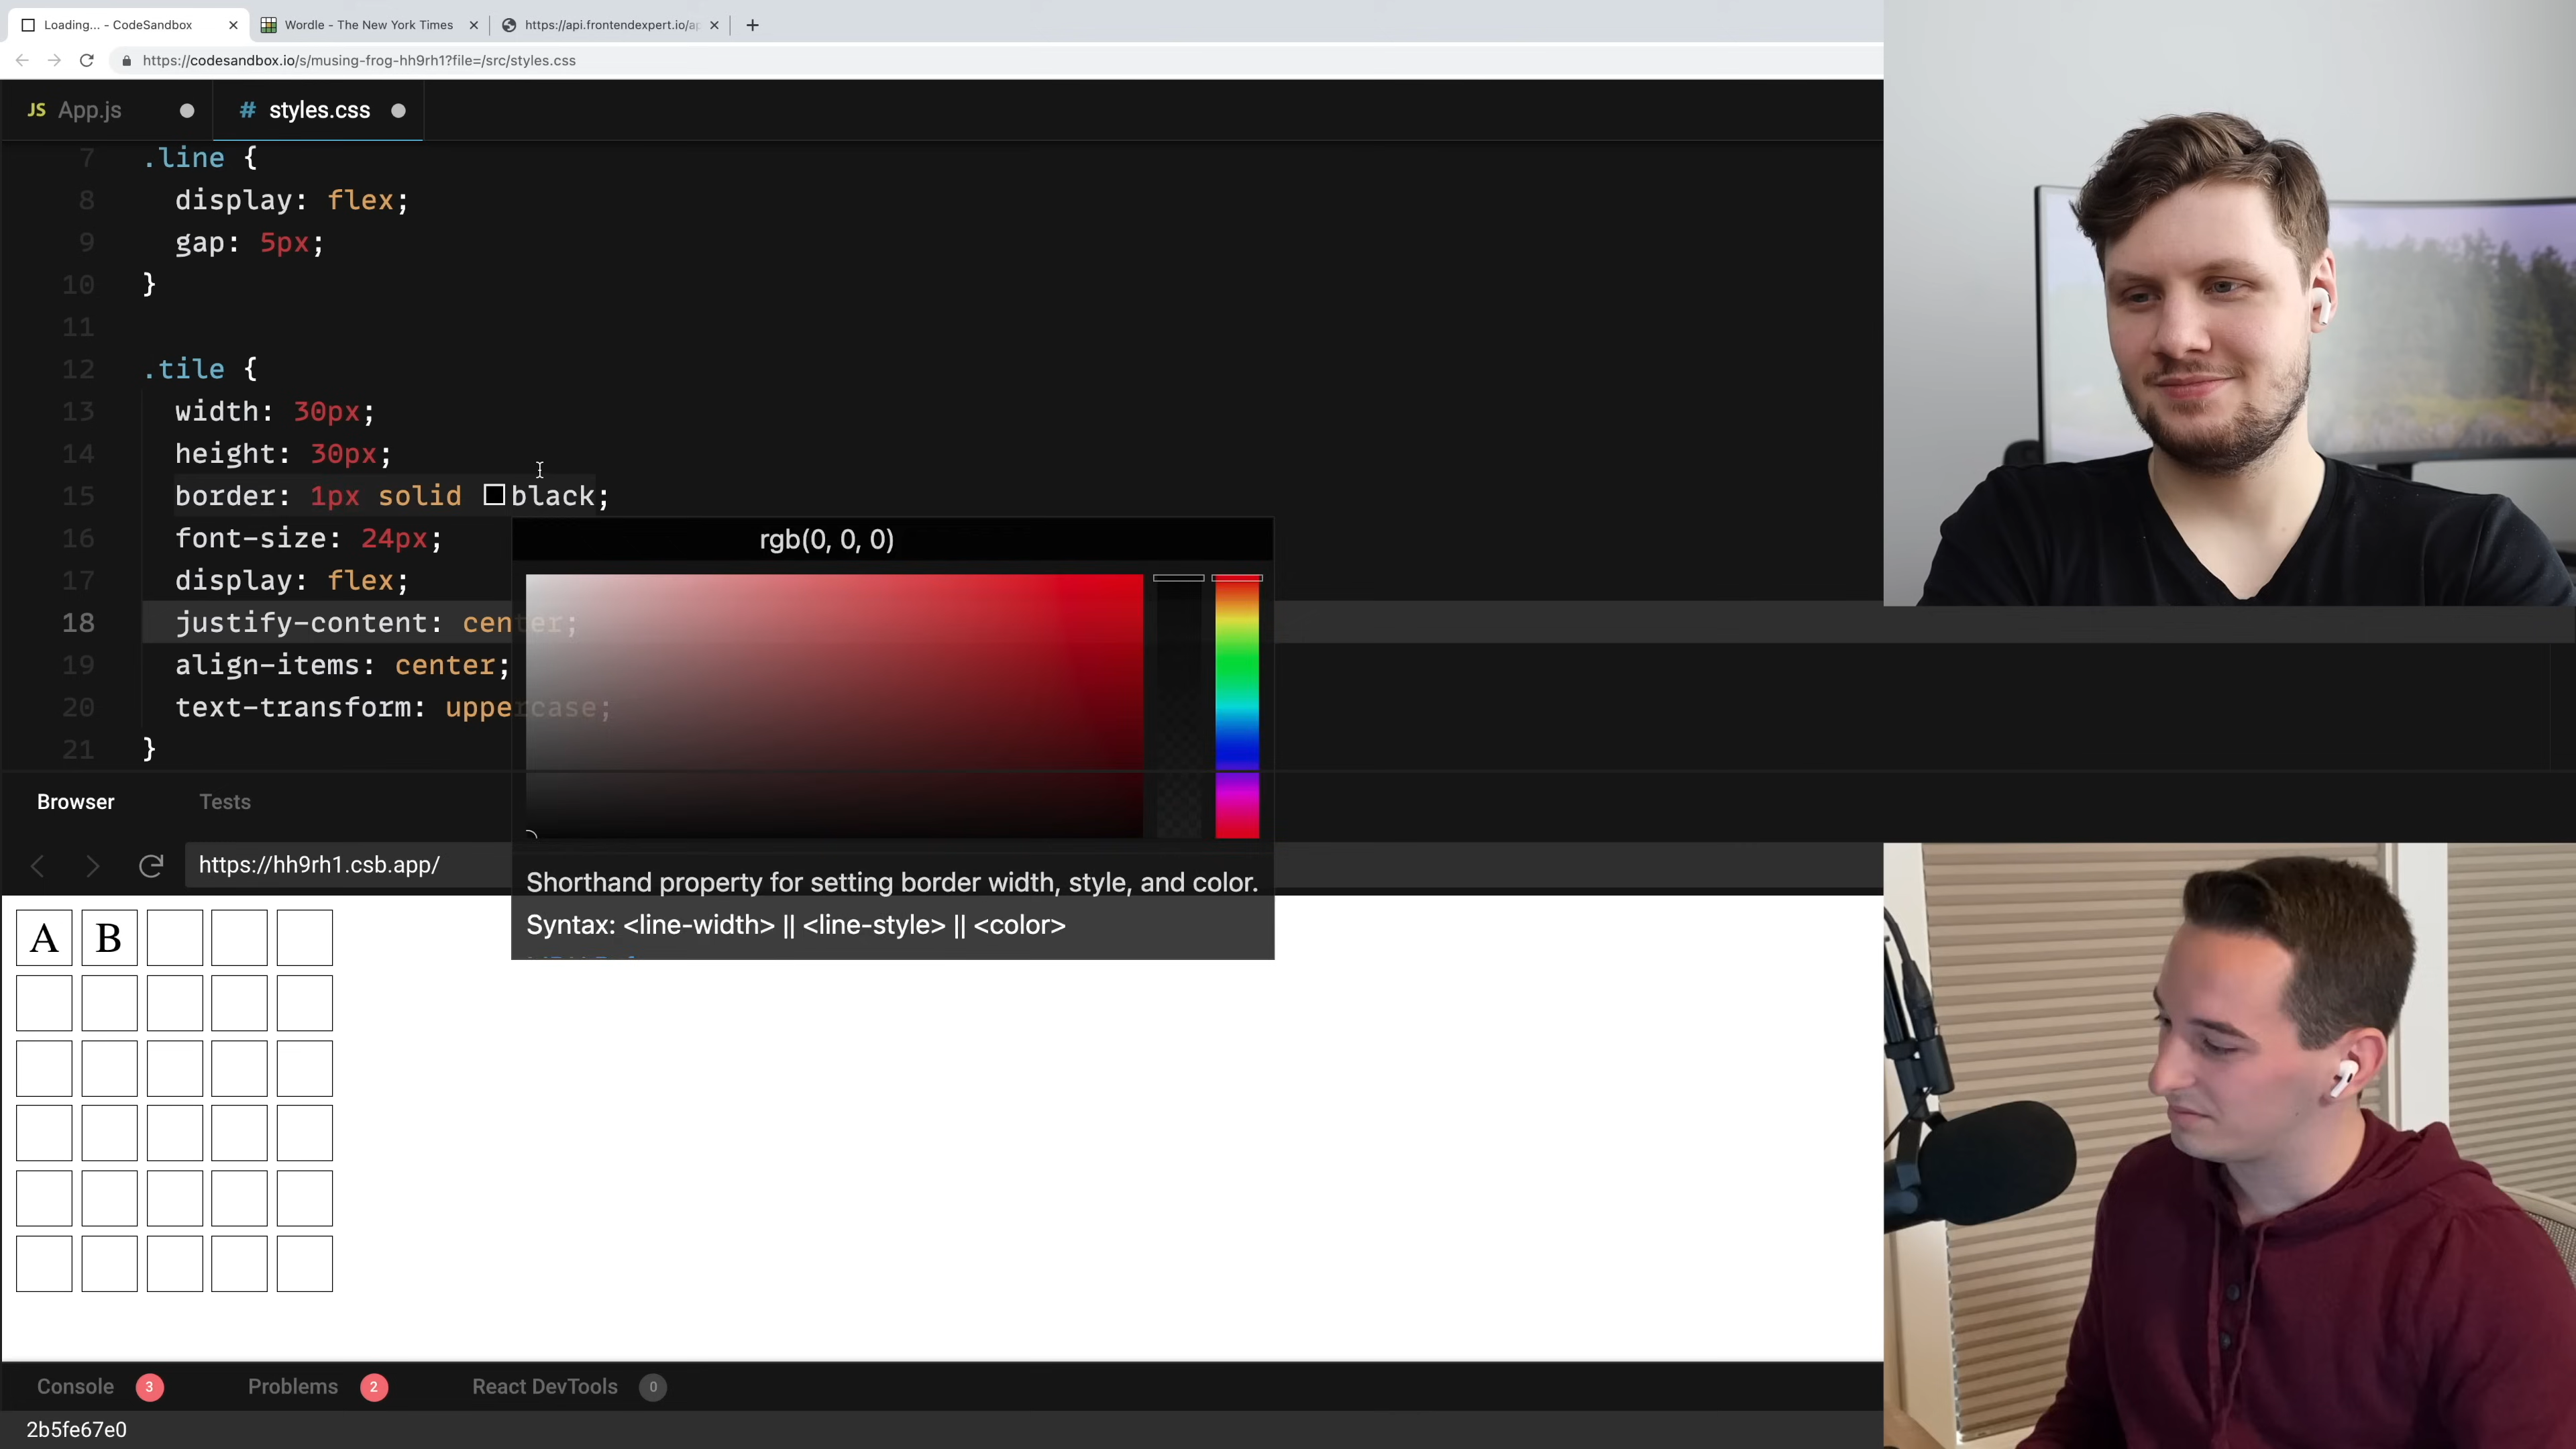 Loading... - CodeSandbox
Wordle - The New York Times
https://api.frontendexpert.io/ap
https://codesandbox.io/s/musing-frog-hh9rh1?file=/src/styles.css
JS App.js
# styles.css
7 .line {
8 display: flex;
9 gap: 5px;
10 }
11
12 .tile {
13 width: 30px;
14 height: 30px;
15 border: 1px solid black;
16 font-size: 24px;
17 display: flex;
18 justify-content: center;
19 align-items: center;
20 text-transform: uppercase;
21 }
rgb(0, 0, 0)
Shorthand property for setting border width, style, and color.
Syntax: <line-width> || <line-style> || <color>
Browser Tests
https://hh9rh1.csb.app/
A B
Console 3 Problems 2 React DevTools 0
2b5fe67e0